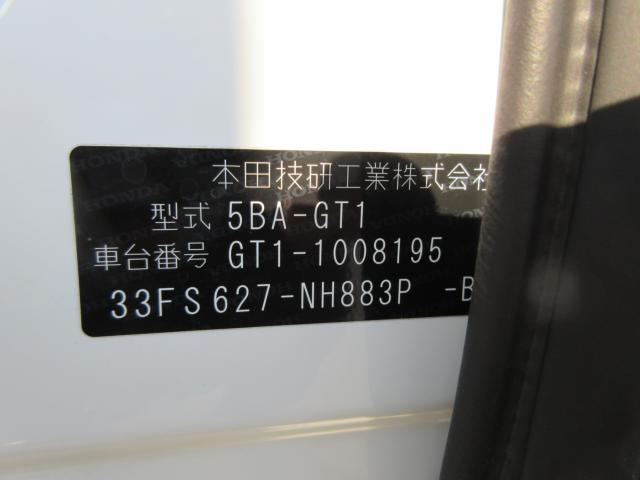 本田技研工業株式会社
型式 5BA-GT1
車台番号 GT1-1008195
33FS627-NH883P -B